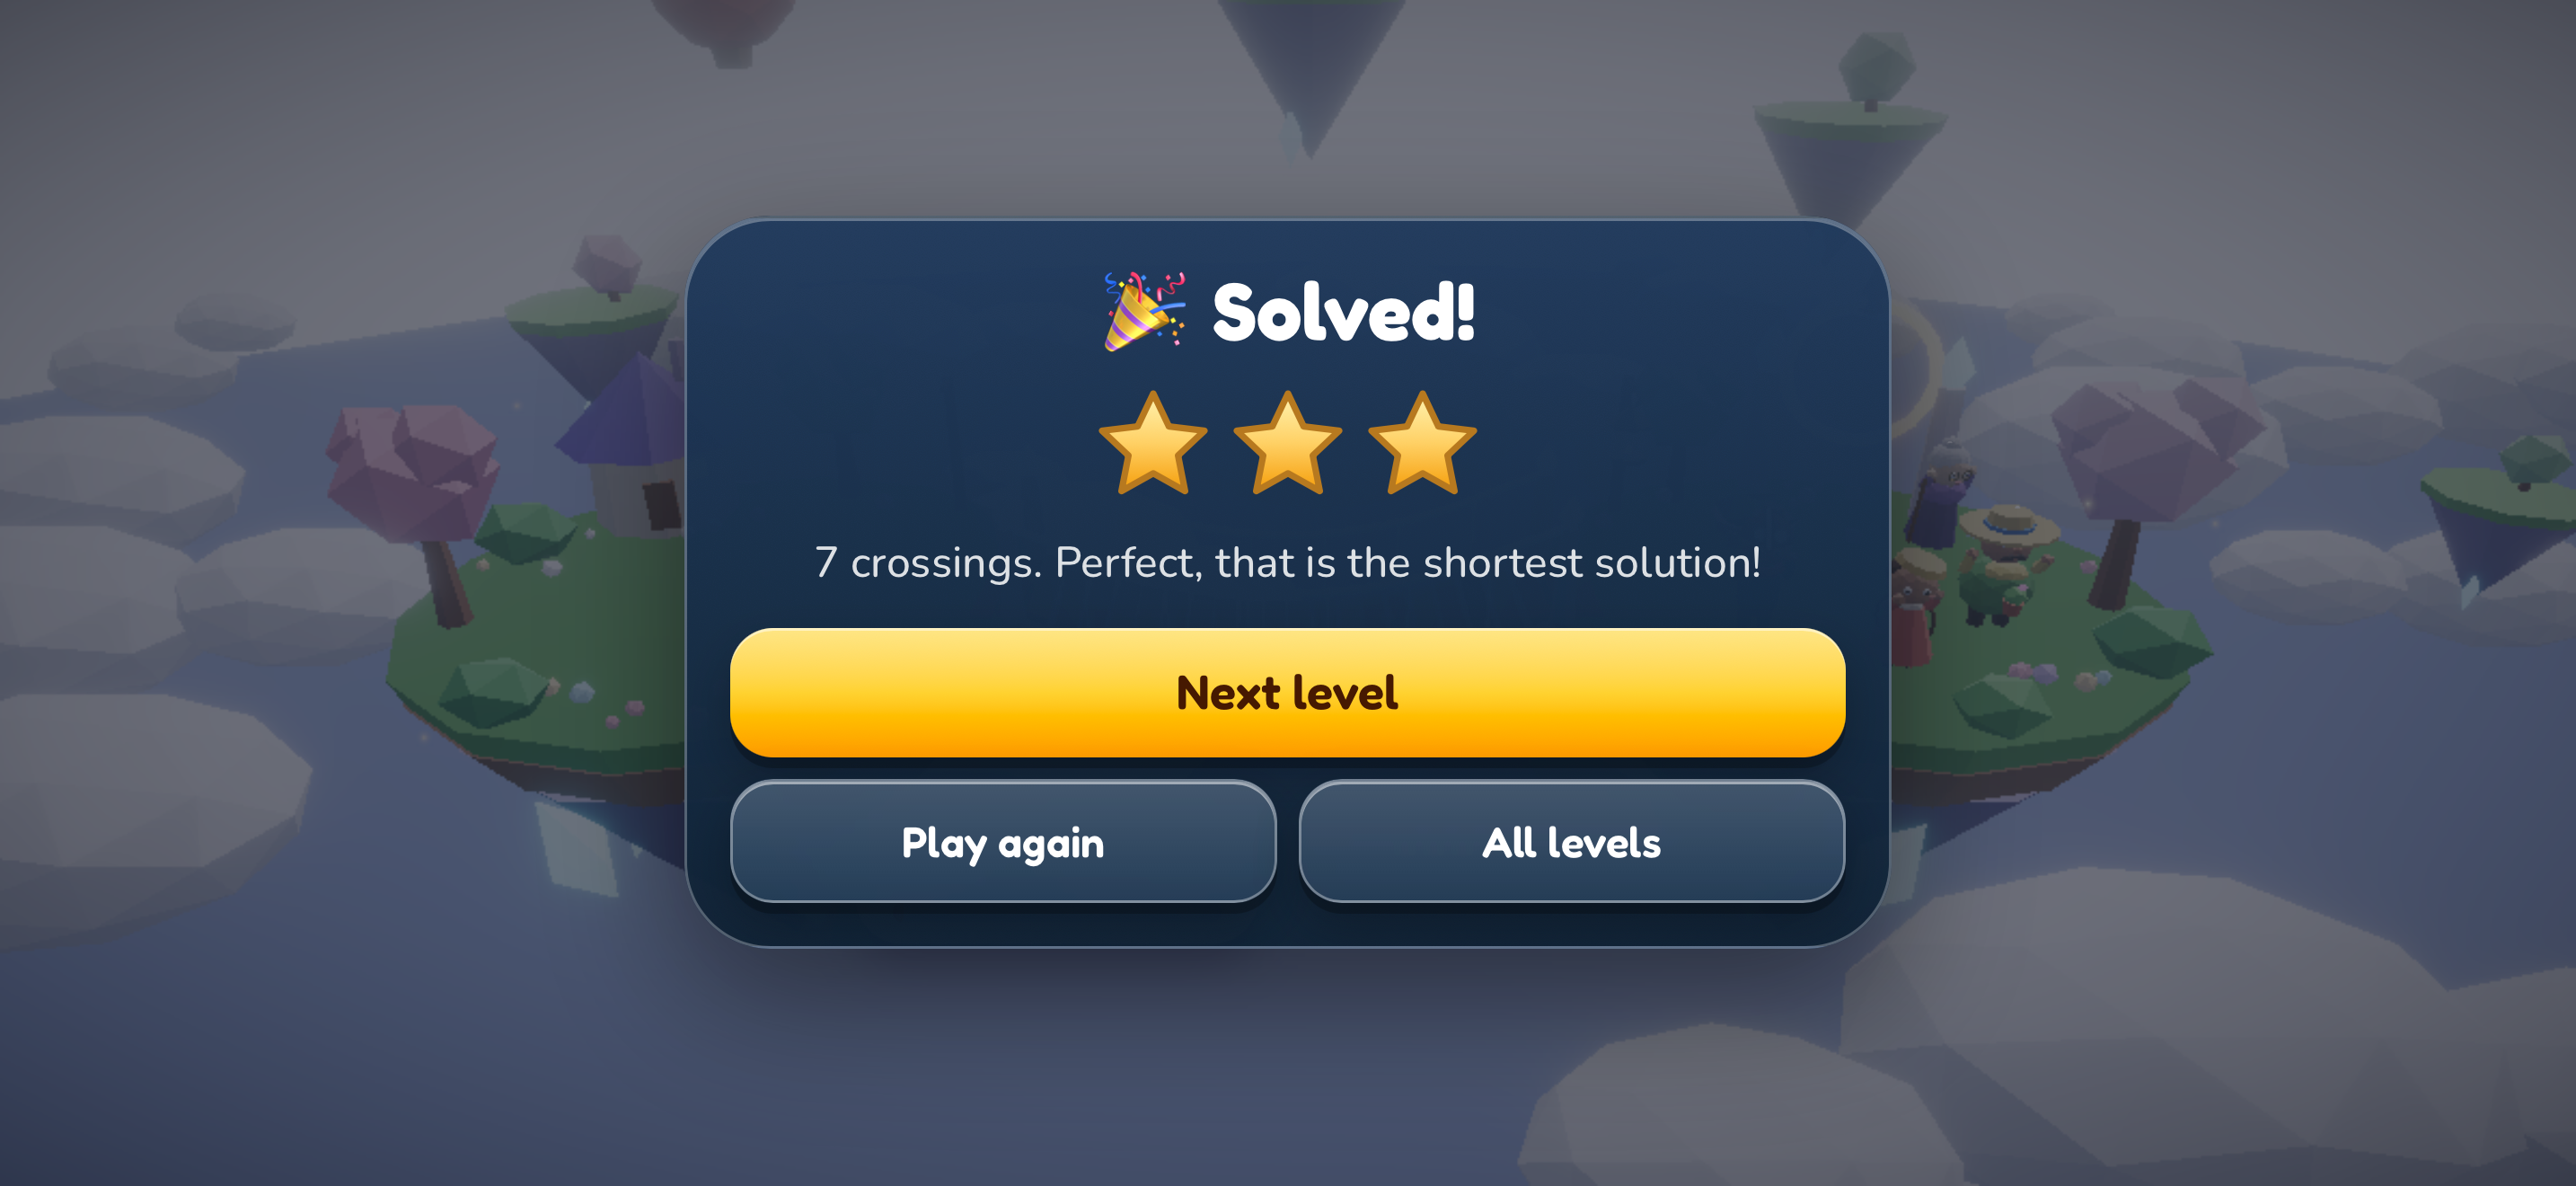 🎉 Solved!
7 crossings. Perfect, that is the shortest solution!
Next level
Play again
All levels